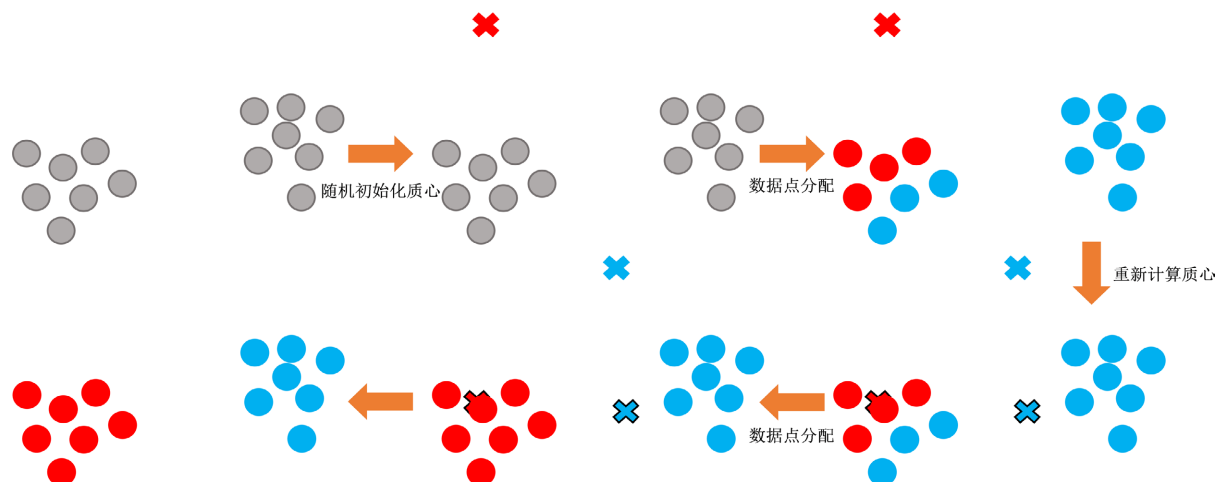 随机初始化质心
数据点分配
重新计算质心
数据点分配